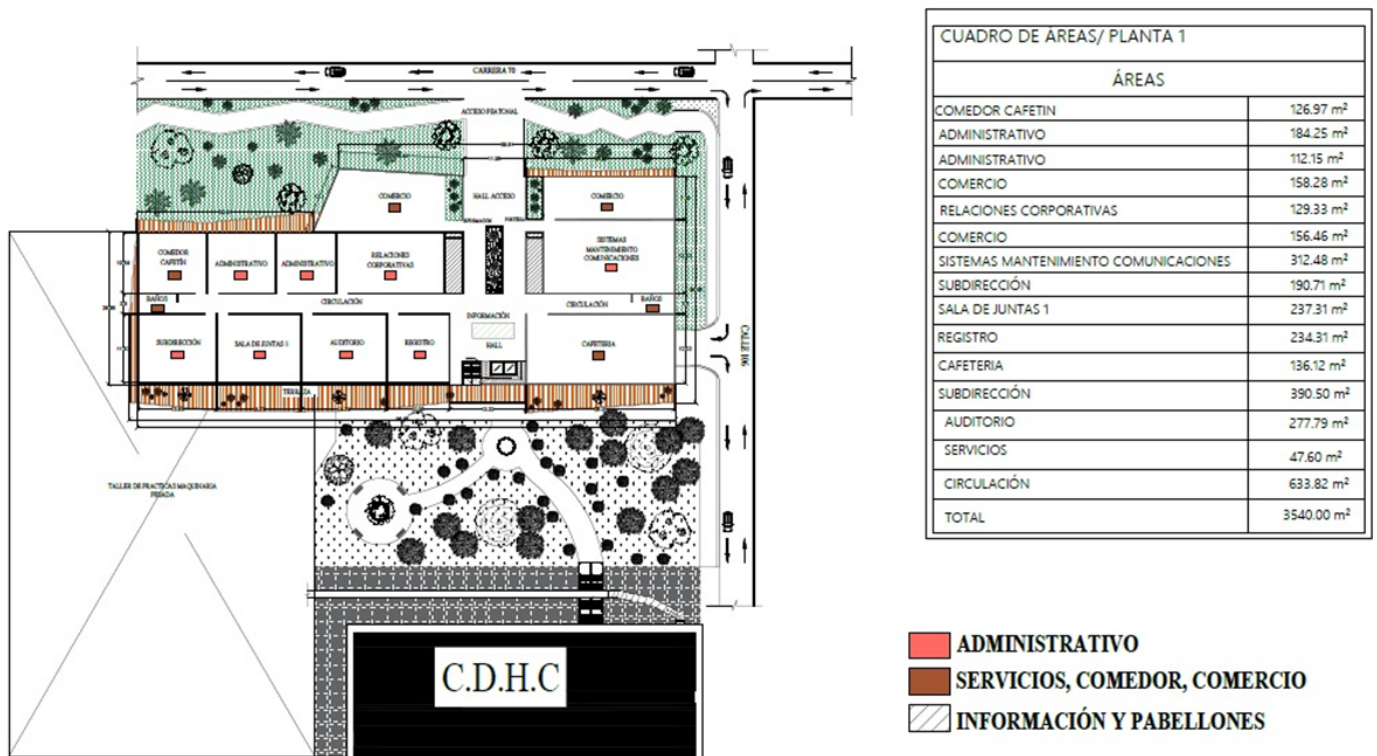 CARRERA 70
ACCESO PEATONAL
COMERCIO
HALL ACCESO
COMERCIO
COMEDOR
CAFETÍN
ADMINISTRATIVO
ADMINISTRATIVO
RELACIONES
CORPORATIVAS
SISTEMAS
MANTENIMIENTO
COMUNICACIONES
BAÑOS
CIRCULACIÓN
CIRCULACIÓN
BAÑOS
INFORMACIÓN
SUBDIRECCIÓN
SALA DE JUNTAS 1
AUDITORIO
REGISTRO
HALL
CAFETERIA
CALLE 106
TERRAZA
TALLER DE PRACTICAS MAQUINARIA
PESADA
C.D.H.C
CUADRO DE ÁREAS/ PLANTA 1
ÁREAS
COMEDOR CAFETIN 126.97 m²
ADMINISTRATIVO 184.25 m²
ADMINISTRATIVO 112.15 m²
COMERCIO 158.28 m²
RELACIONES CORPORATIVAS 129.33 m²
COMERCIO 156.46 m²
SISTEMAS MANTENIMIENTO COMUNICACIONES 312.48 m²
SUBDIRECCIÓN 190.71 m²
SALA DE JUNTAS 1 237.31 m²
REGISTRO 234.31 m²
CAFETERIA 136.12 m²
SUBDIRECCIÓN 390.50 m²
AUDITORIO 277.79 m²
SERVICIOS 47.60 m²
CIRCULACIÓN 633.82 m²
TOTAL 3540.00 m²
ADMINISTRATIVO
SERVICIOS, COMEDOR, COMERCIO
INFORMACIÓN Y PABELLONES